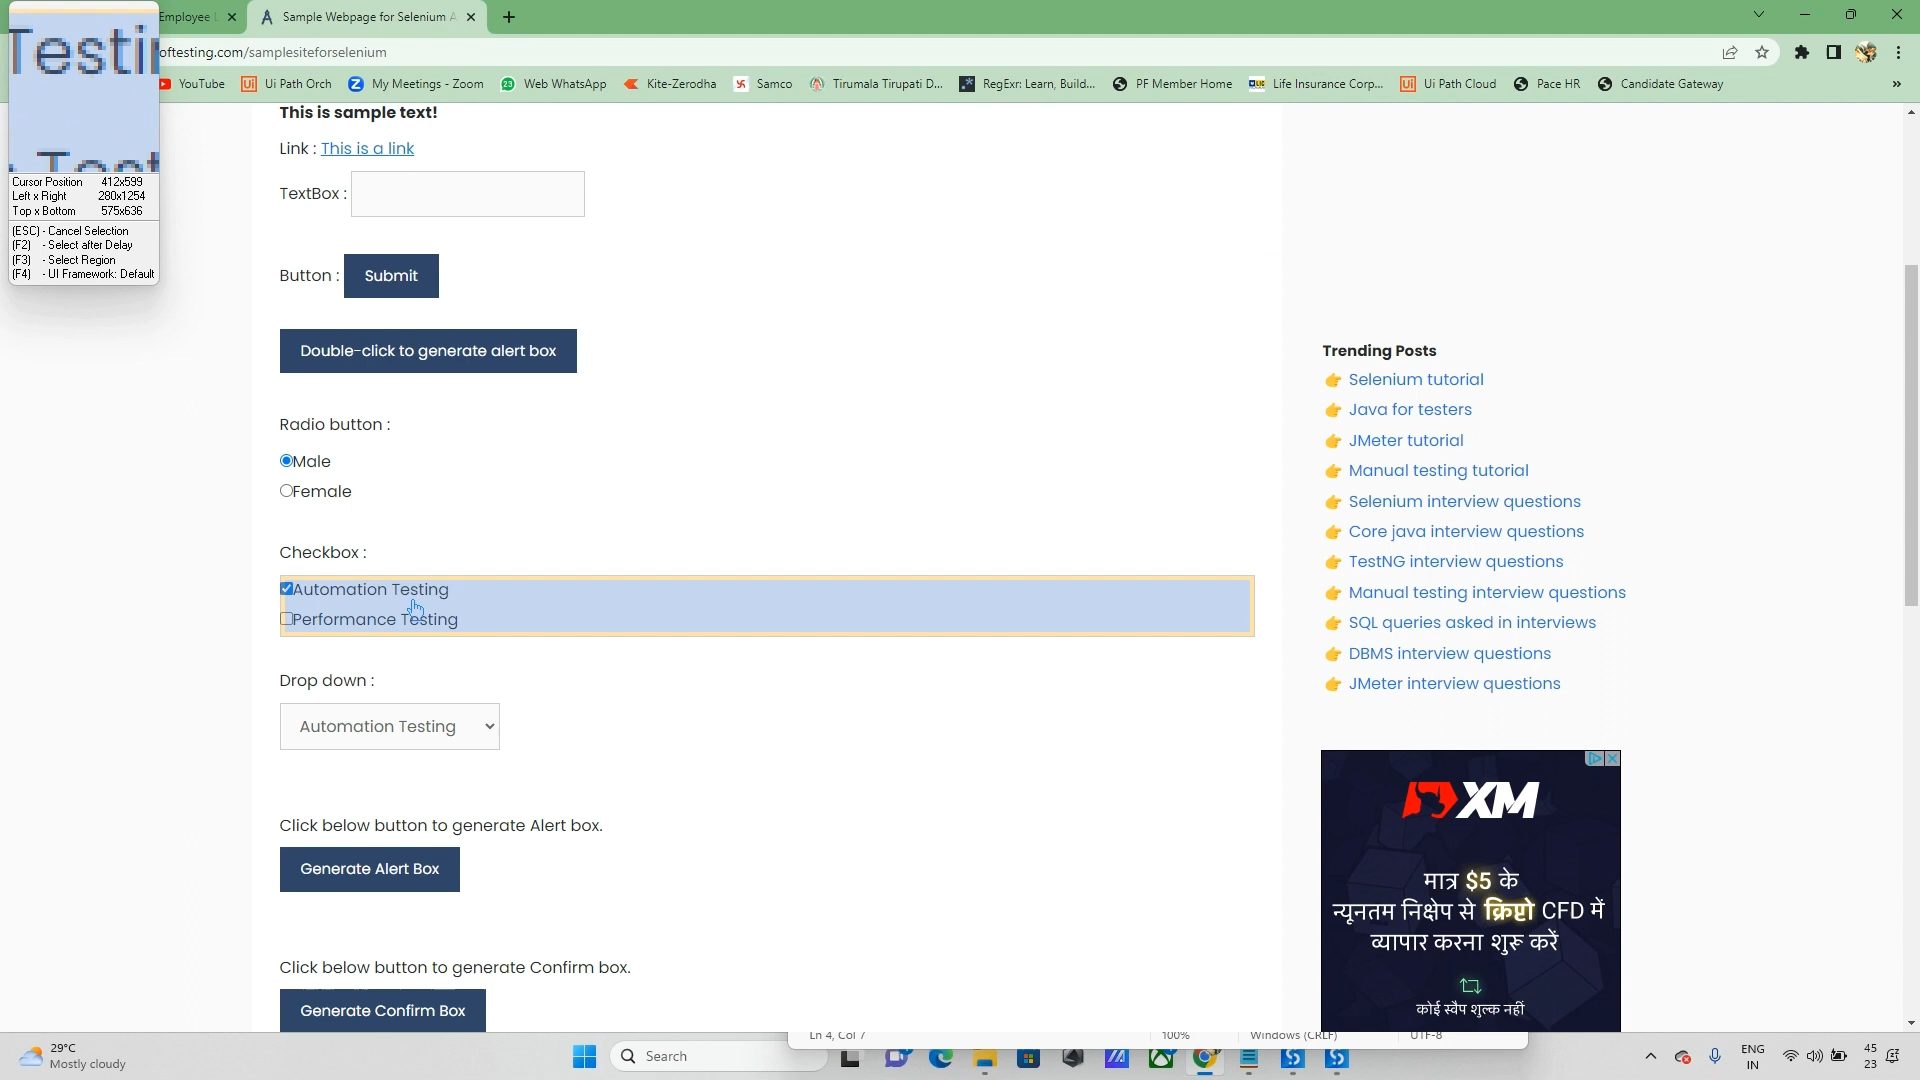 Employee L
Sample Webpage for Selenium A
oftesting.com/samplesiteforselenium
YouTube
Ui Path Orch
My Meetings - Zoom
Web WhatsApp
Kite-Zerodha
Samco
Tirumala Tirupati D...
RegExr: Learn, Build...
PF Member Home
Life Insurance Corp...
Ui Path Cloud
Pace HR
Candidate Gateway
»
Testi
Cursor Position 412x599
Left x Right 280x1254
Top x Bottom 575x636
(ESC) - Cancel Selection
(F2) - Select after Delay
(F3) - Select Region
(F4) - UI Framework: Default
This is sample text!
Link : This is a link
TextBox :
Button : Submit
Double-click to generate alert box
Radio button :
Male
Female
Checkbox :
Automation Testing
Performance Testing
Drop down :
Automation Testing
Click below button to generate Alert box.
Generate Alert Box
Click below button to generate Confirm box.
Generate Confirm Box
Trending Posts
👉 Selenium tutorial
👉 Java for testers
👉 JMeter tutorial
👉 Manual testing tutorial
👉 Selenium interview questions
👉 Core java interview questions
👉 TestNG interview questions
👉 Manual testing interview questions
👉 SQL queries asked in interviews
👉 DBMS interview questions
👉 JMeter interview questions
XM
मात्र $5 के
न्यूनतम निक्षेप से क्रिप्टो CFD में
व्यापार करना शुरू करें
कोई स्वैप शुल्क नहीं
Ln 4, Col 7
100%
Windows (CRLF)
UTF-8
29°C
Mostly cloudy
Search
ENG
IN
45
23